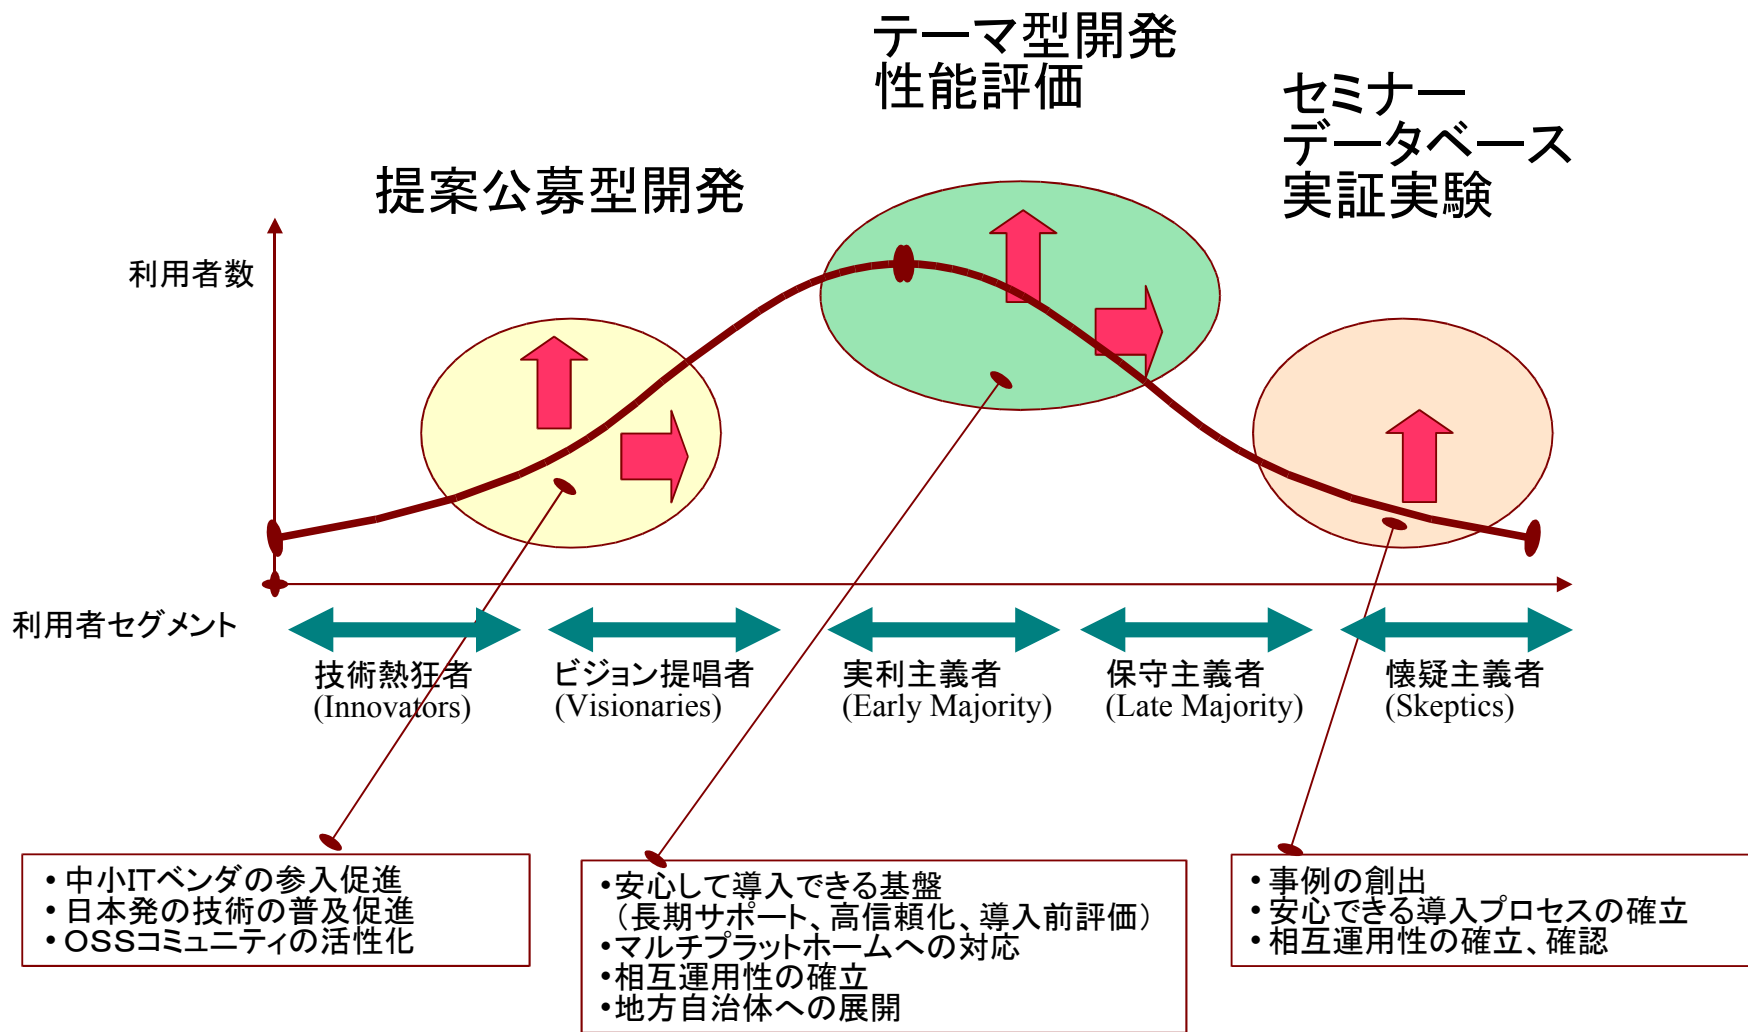 テーマ型開発
性能評価
セミナー
データベース
実証実験
提案公募型開発
利用者数
利用者セグメント
技術熱狂者
(Innovators)
ビジョン提唱者
(Visionaries)
実利主義者
(Early Majority)
保守主義者
(Late Majority)
懐疑主義者
(Skeptics)
• 中小ITベンダの参入促進
• 日本発の技術の普及促進
• OSSコミュニティの活性化
•安心して導入できる基盤
（長期サポート、高信頼化、導入前評価）
•マルチプラットホームへの対応
•相互運用性の確立
•地方自治体への展開
• 事例の創出
• 安心できる導入プロセスの確立
• 相互運用性の確立、確認